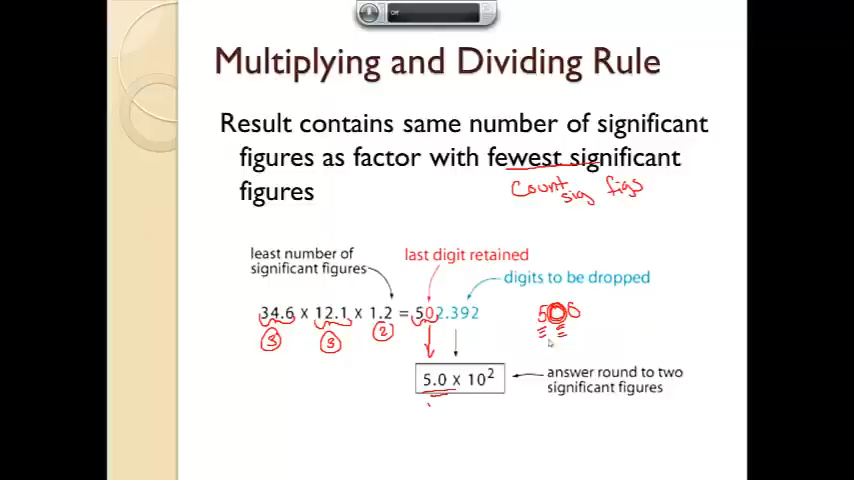 Off
Multiplying and Dividing Rule
Result contains same number of significant
figures as factor with fewest significant
figures
Count
sig figs
least number of
significant figures
last digit retained
digits to be dropped
34.6 × 12.1 × 1.2 = 502.392
3 3 2
500
5.0 × 10²
answer round to two
significant figures